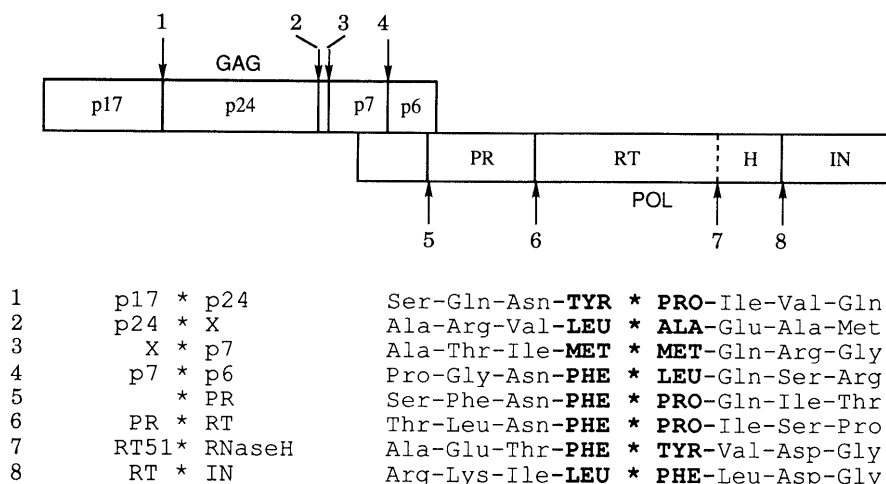 1 2 3 4
GAG
p17 p24 p7 p6
PR RT H IN
POL
5 6 7 8
1 p17 * p24 Ser-Gln-Asn-TYR * PRO-Ile-Val-Gln
2 p24 * X Ala-Arg-Val-LEU * ALA-Glu-Ala-Met
3 X * p7 Ala-Thr-Ile-MET * MET-Gln-Arg-Gly
4 p7 * p6 Pro-Gly-Asn-PHE * LEU-Gln-Ser-Arg
5 * PR Ser-Phe-Asn-PHE * PRO-Gln-Ile-Thr
6 PR * RT Thr-Leu-Asn-PHE * PRO-Ile-Ser-Pro
7 RT51* RNaseH Ala-Glu-Thr-PHE * TYR-Val-Asp-Gly
8 RT * IN Arg-Lys-Ile-LEU * PHE-Leu-Asp-Gly